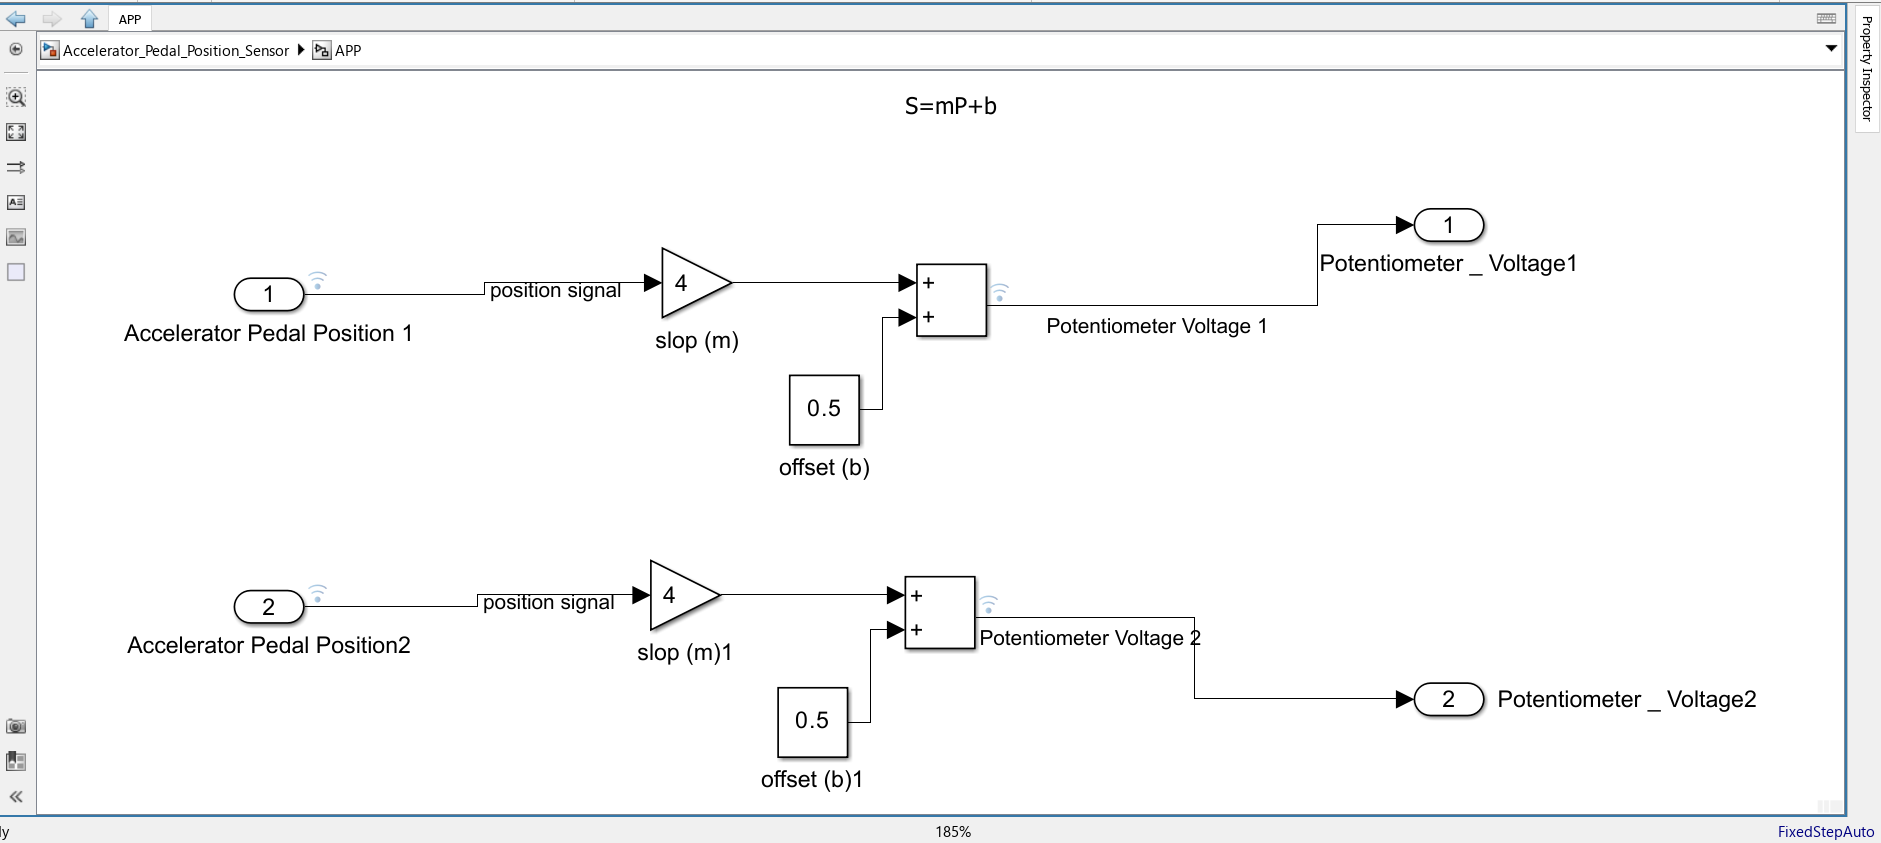 APP
Accelerator_Pedal_Position_Sensor
APP
Property Inspector
S=mP+b
1
Accelerator Pedal Position 1
position signal
4
slop (m)
+
+
0.5
offset (b)
Potentiometer Voltage 1
1
Potentiometer _ Voltage1
2
Accelerator Pedal Position2
position signal
4
slop (m)1
+
+
0.5
offset (b)1
Potentiometer Voltage 2
2
Potentiometer _ Voltage2
185%
FixedStepAuto